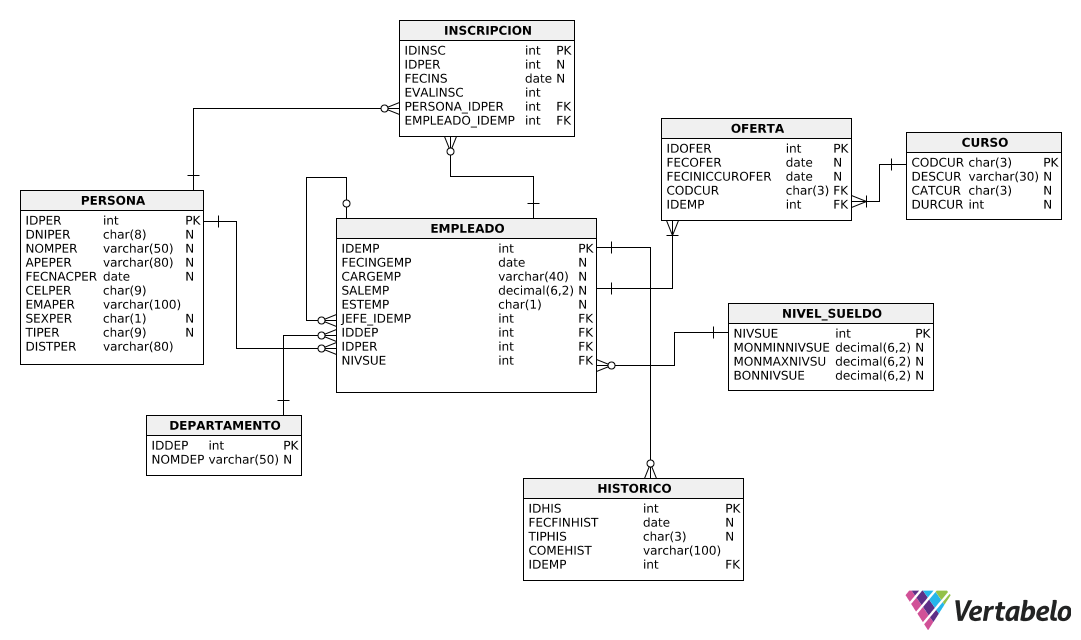 INSCRIPCION
IDINSC int PK
IDPER int N
FECINS date N
EVALINSC int
PERSONA_IDPER int FK
EMPLEADO_IDEMP int FK
OFERTA
IDOFER int PK
FECOFER date N
FECINICCUROFER date N
CODCUR char(3) FK
IDEMP int FK
CURSO
CODCUR char(3) PK
DESCUR varchar(30) N
CATCUR char(3) N
DURCUR int N
PERSONA
IDPER int PK
DNIPER char(8) N
NOMPER varchar(50) N
APEPER varchar(80) N
FECNACPER date N
CELPER char(9)
EMAPER varchar(100)
SEXPER char(1) N
TIPER char(9) N
DISTPER varchar(80)
EMPLEADO
IDEMP int PK
FECINGEMP date N
CARGEMP varchar(40) N
SALEMP decimal(6,2) N
ESTEMP char(1) N
JEFE_IDEMP int FK
IDDEP int FK
IDPER int FK
NIVSUE int FK
NIVEL_SUELDO
NIVSUE int PK
MONMINNIVSUE decimal(6,2) N
MONMAXNIVSU decimal(6,2) N
BONNIVSUE decimal(6,2) N
DEPARTAMENTO
IDDEP int PK
NOMDEP varchar(50) N
HISTORICO
IDHIS int PK
FECFINHIST date N
TIPHIS char(3) N
COMEHIST varchar(100)
IDEMP int FK
Vertabelo